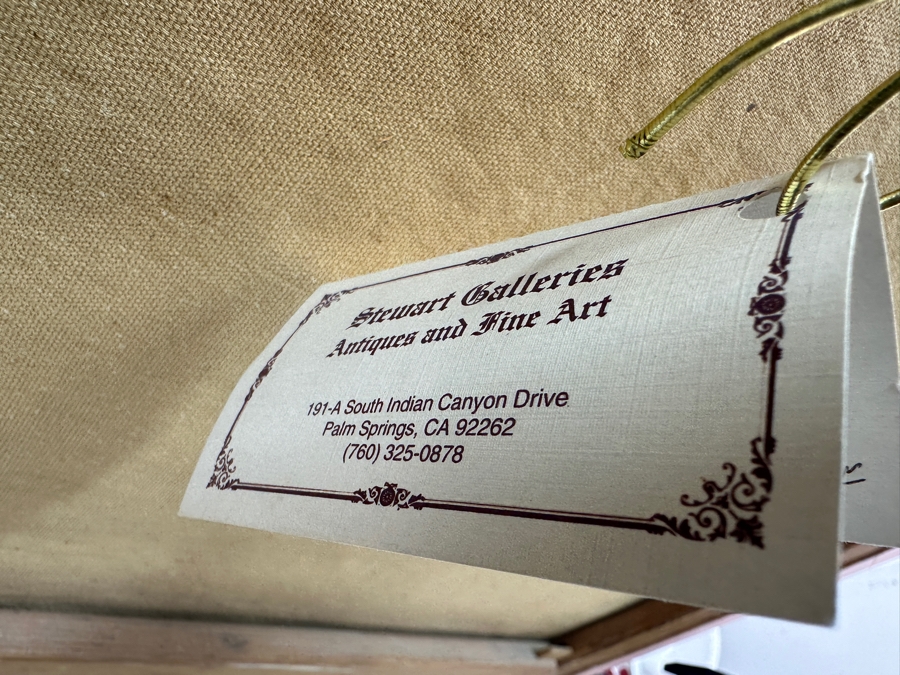 Stewart Galleries
Antiques and Fine Art
191-A South Indian Canyon Drive
Palm Springs, CA 92262
(760) 325-0878